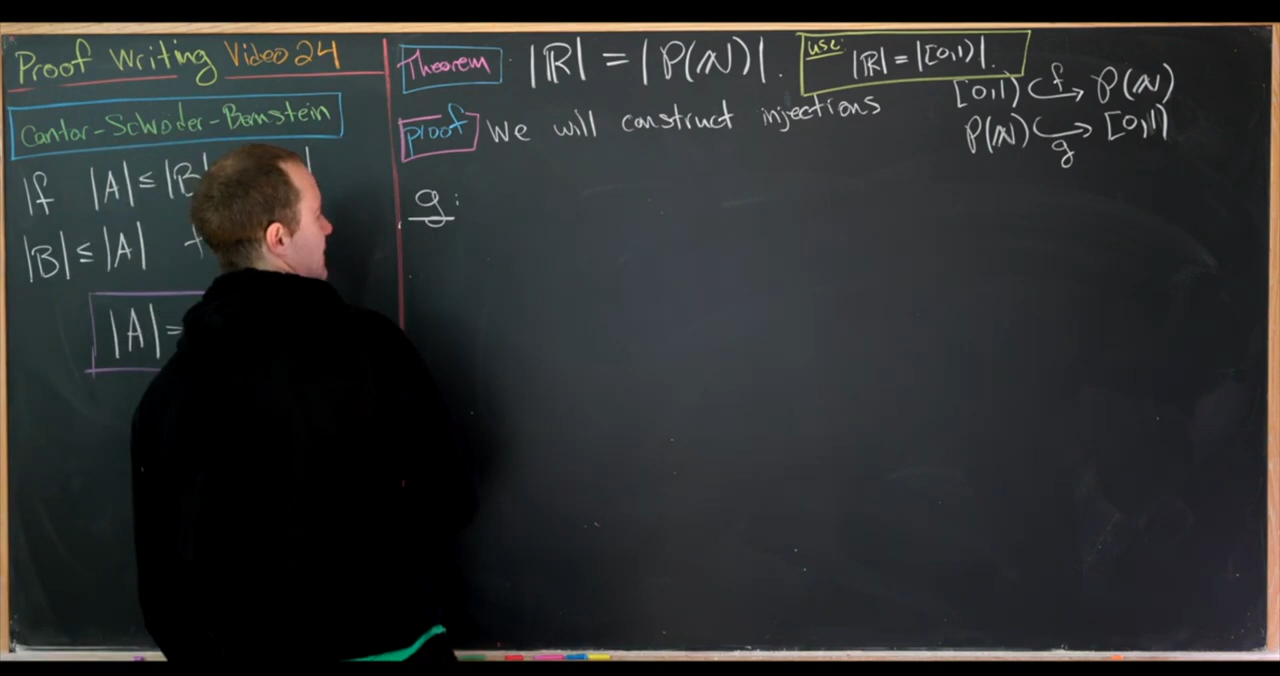 Proof Writing Video 24
Cantor-Schroder-Bernstein
If |A| ≤ |B|
|B| ≤ |A|
|A| =
Theorem |ℝ| = |P(ℕ)|.
use: |ℝ| = |[0,1)|.
proof We will construct injections
[0,1) ↪ f P(ℕ)
P(ℕ) ↪ g [0,1)
g: